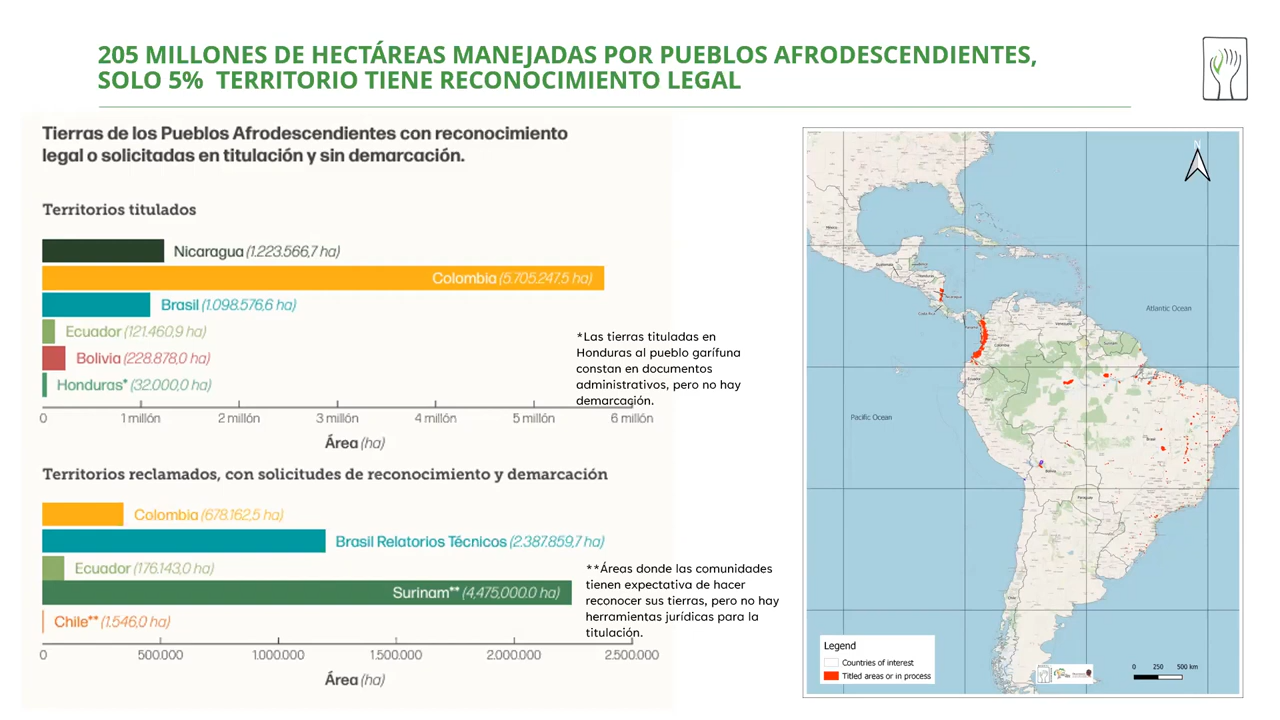 205 MILLONES DE HECTÁREAS MANEJADAS POR PUEBLOS AFRODESCENDIENTES,
SOLO 5% TERRITORIO TIENE RECONOCIMIENTO LEGAL
Tierras de los Pueblos Afrodescendientes con reconocimiento
legal o solicitadas en titulación y sin demarcación.
Territorios titulados
Nicaragua (1.223.566,7 ha)
Colombia (5.705.247,5 ha)
Brasil (1.098.576,6 ha)
Ecuador (121.460,9 ha)
Bolivia (228.878,0 ha)
Honduras* (32.000,0 ha)
0 1 millón 2 millón 3 millón 4 millón 5 millón 6 millón
Área (ha)
*Las tierras tituladas en
Honduras al pueblo garífuna
constan en documentos
administrativos, pero no hay
demarcación.
Territorios reclamados, con solicitudes de reconocimiento y demarcación
Colombia (678.162,5 ha)
Brasil Relatorios Técnicos (2.387.859,7 ha)
Ecuador (176.143,0 ha)
Surinam** (4,475,000.0 ha)
Chile** (1.546,0 ha)
0 500.000 1.000.000 1.500.000 2.000.000 2.500.000
Área (ha)
**Áreas donde las comunidades
tienen expectativa de hacer
reconocer sus tierras, pero no hay
herramientas jurídicas para la
titulación.
N
Atlantic Ocean
Pacific Ocean
Nicaragua
Costa Rica
Venezuela
Colombia
Ecuador
Brasil
Bolivia
Paraguay
Legend
Countries of interest
Titled areas or in process
0 250 500 km